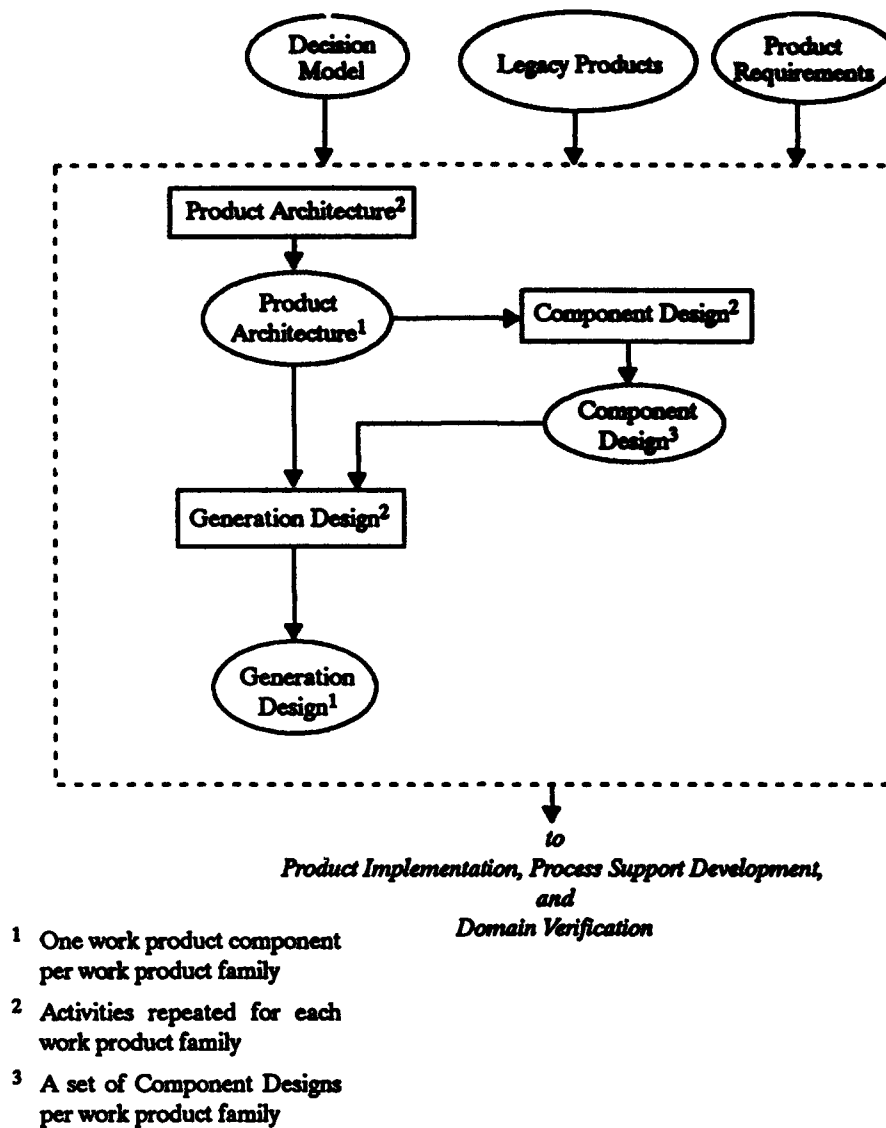 Decision
Model
Legacy Products
Product
Requirements
Product Architecture²
Product
Architecture¹
Component Design²
Component
Design³
Generation Design²
Generation
Design¹
to
Product Implementation, Process Support Development,
and
Domain Verification
¹ One work product component
per work product family
² Activities repeated for each
work product family
³ A set of Component Designs
per work product family